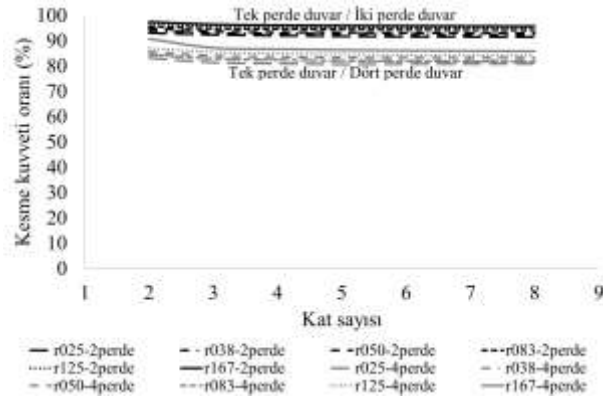 100
90
80
70
60
50
40
30
20
10
0
Kesme kuvveti oranı (%)
Tek perde duvar / İki perde duvar
Tek perde duvar / Dört perde duvar
1 2 3 4 5 6 7 8 9
Kat sayısı
r025-2perde r038-2perde r050-2perde r083-2perde
r125-2perde r167-2perde r025-4perde r038-4perde
r050-4perde r083-4perde r125-4perde r167-4perde